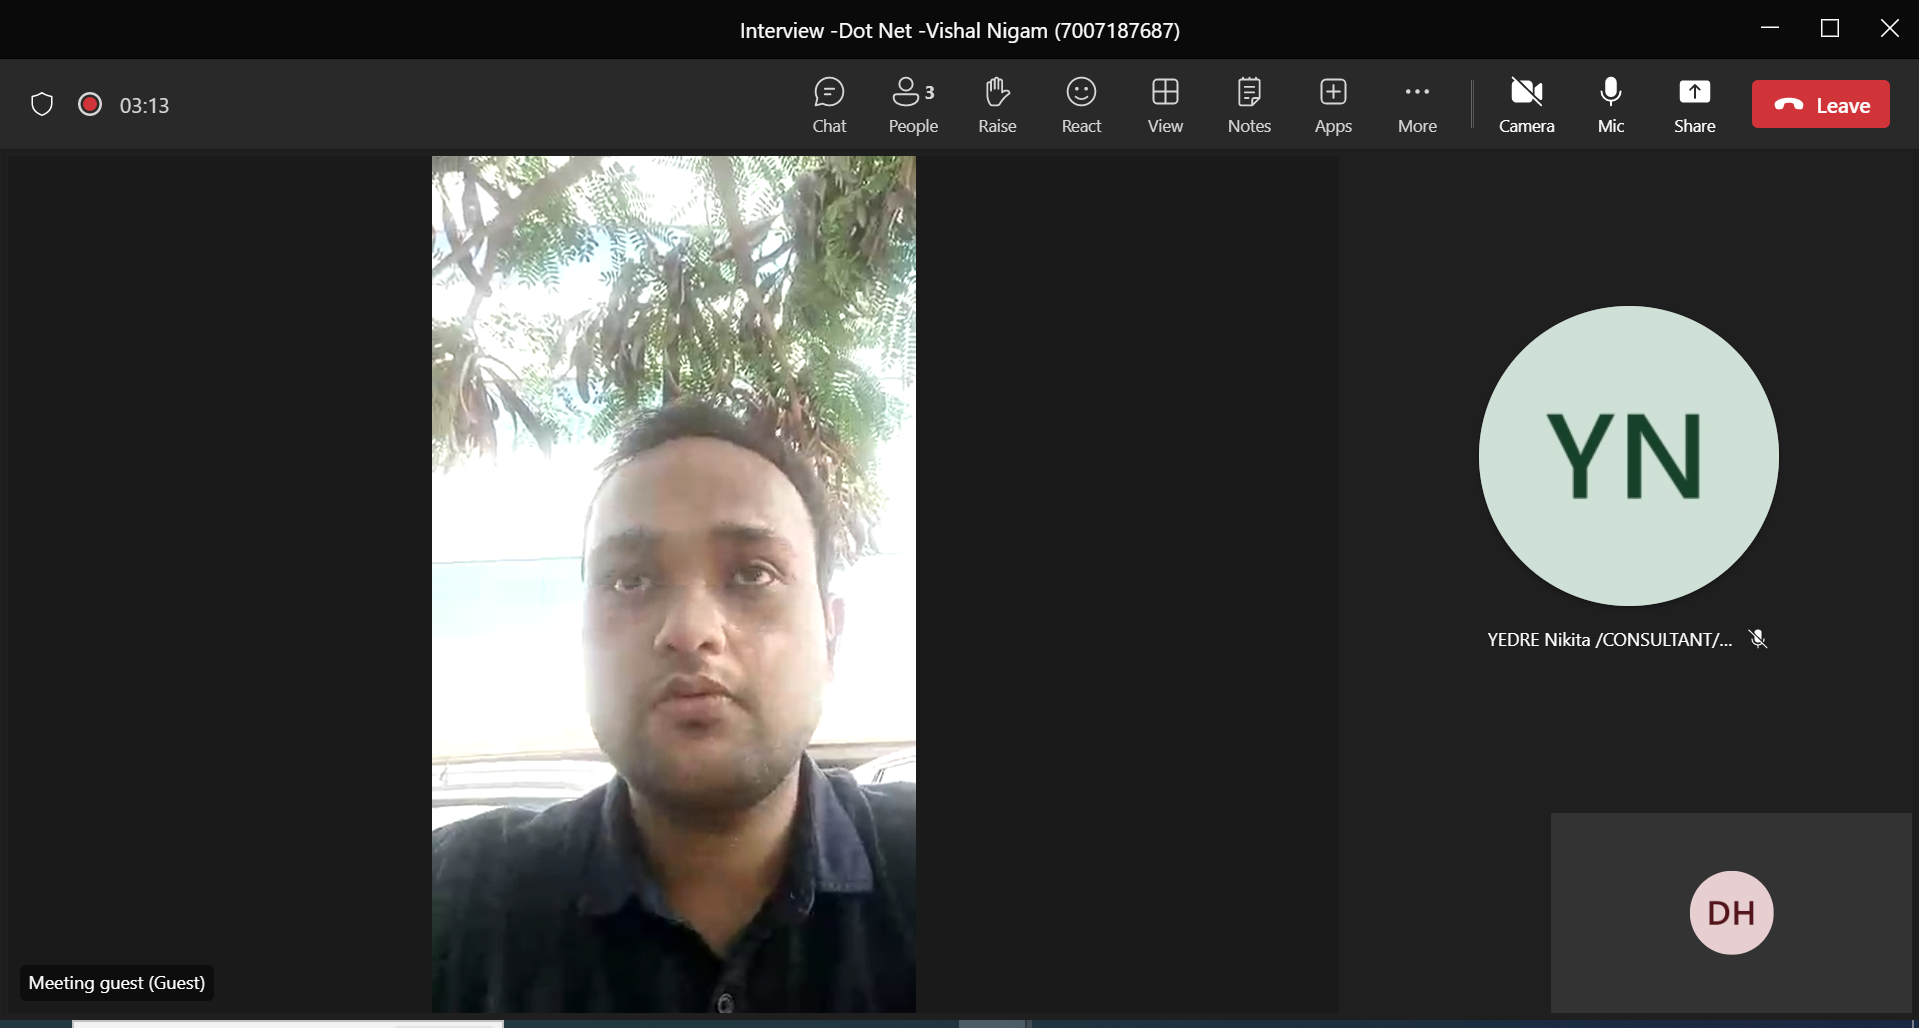 Interview -Dot Net -Vishal Nigam (7007187687)
03:13
Chat
People 3
Raise
React
View
Notes
Apps
More
Camera
Mic
Share
Leave
YN
YEDRE Nikita /CONSULTANT/...
DH
Meeting guest (Guest)